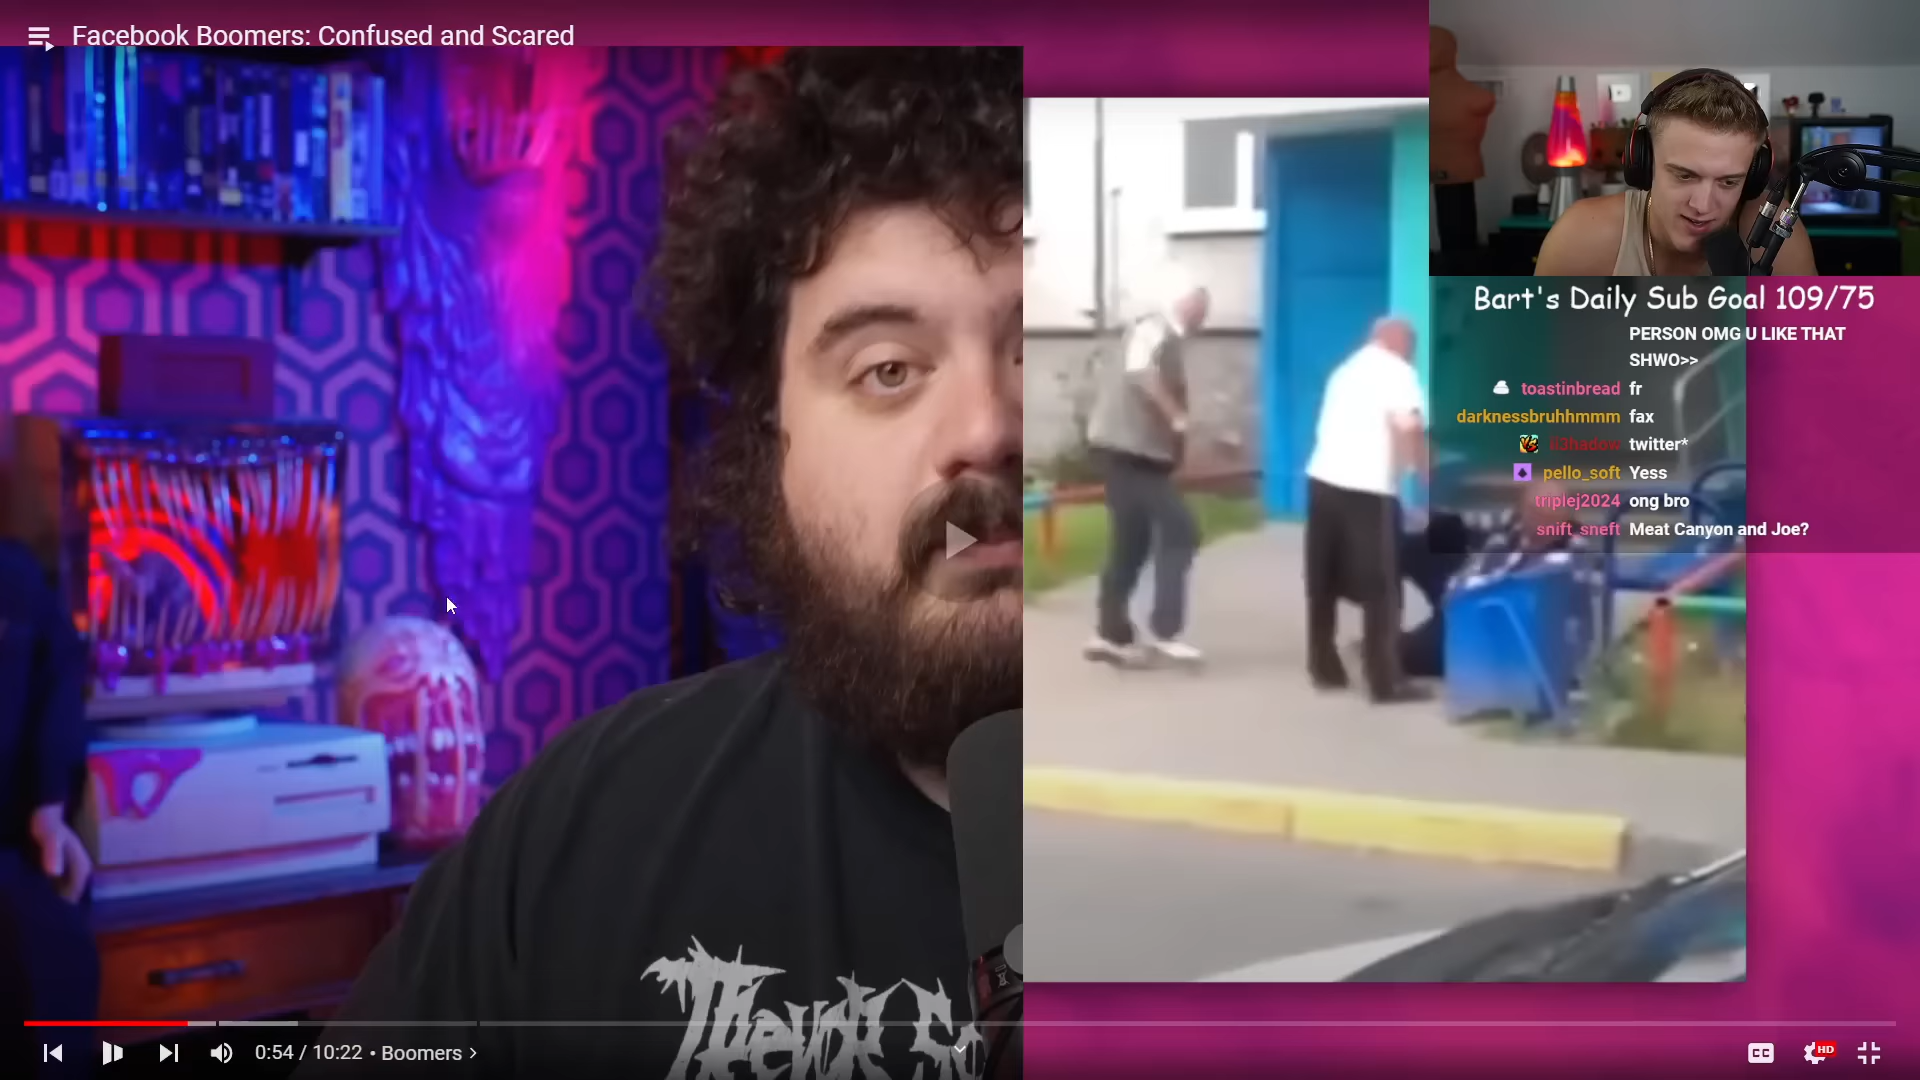 Facebook Boomers: Confused and Scared
Bart's Daily Sub Goal 109/75
PERSON OMG U LIKE THAT
SHWO>>
toastinbread fr
darknessbruhhmmm fax
twitter*
pello_soft Yess
triplej2024 ong bro
snift_sneft Meat Canyon and Joe?
0:54 / 10:22 • Boomers >
CC
HD